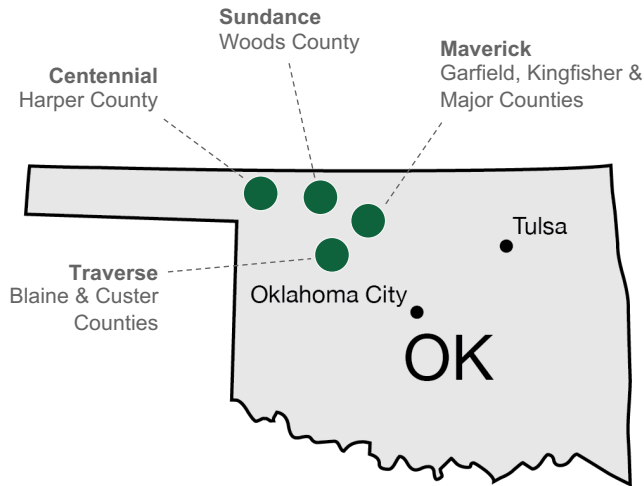 Sundance
Woods County
Maverick
Garfield, Kingfisher &
Major Counties
Centennial
Harper County
Tulsa
Traverse
Blaine & Custer
Counties
Oklahoma City
OK